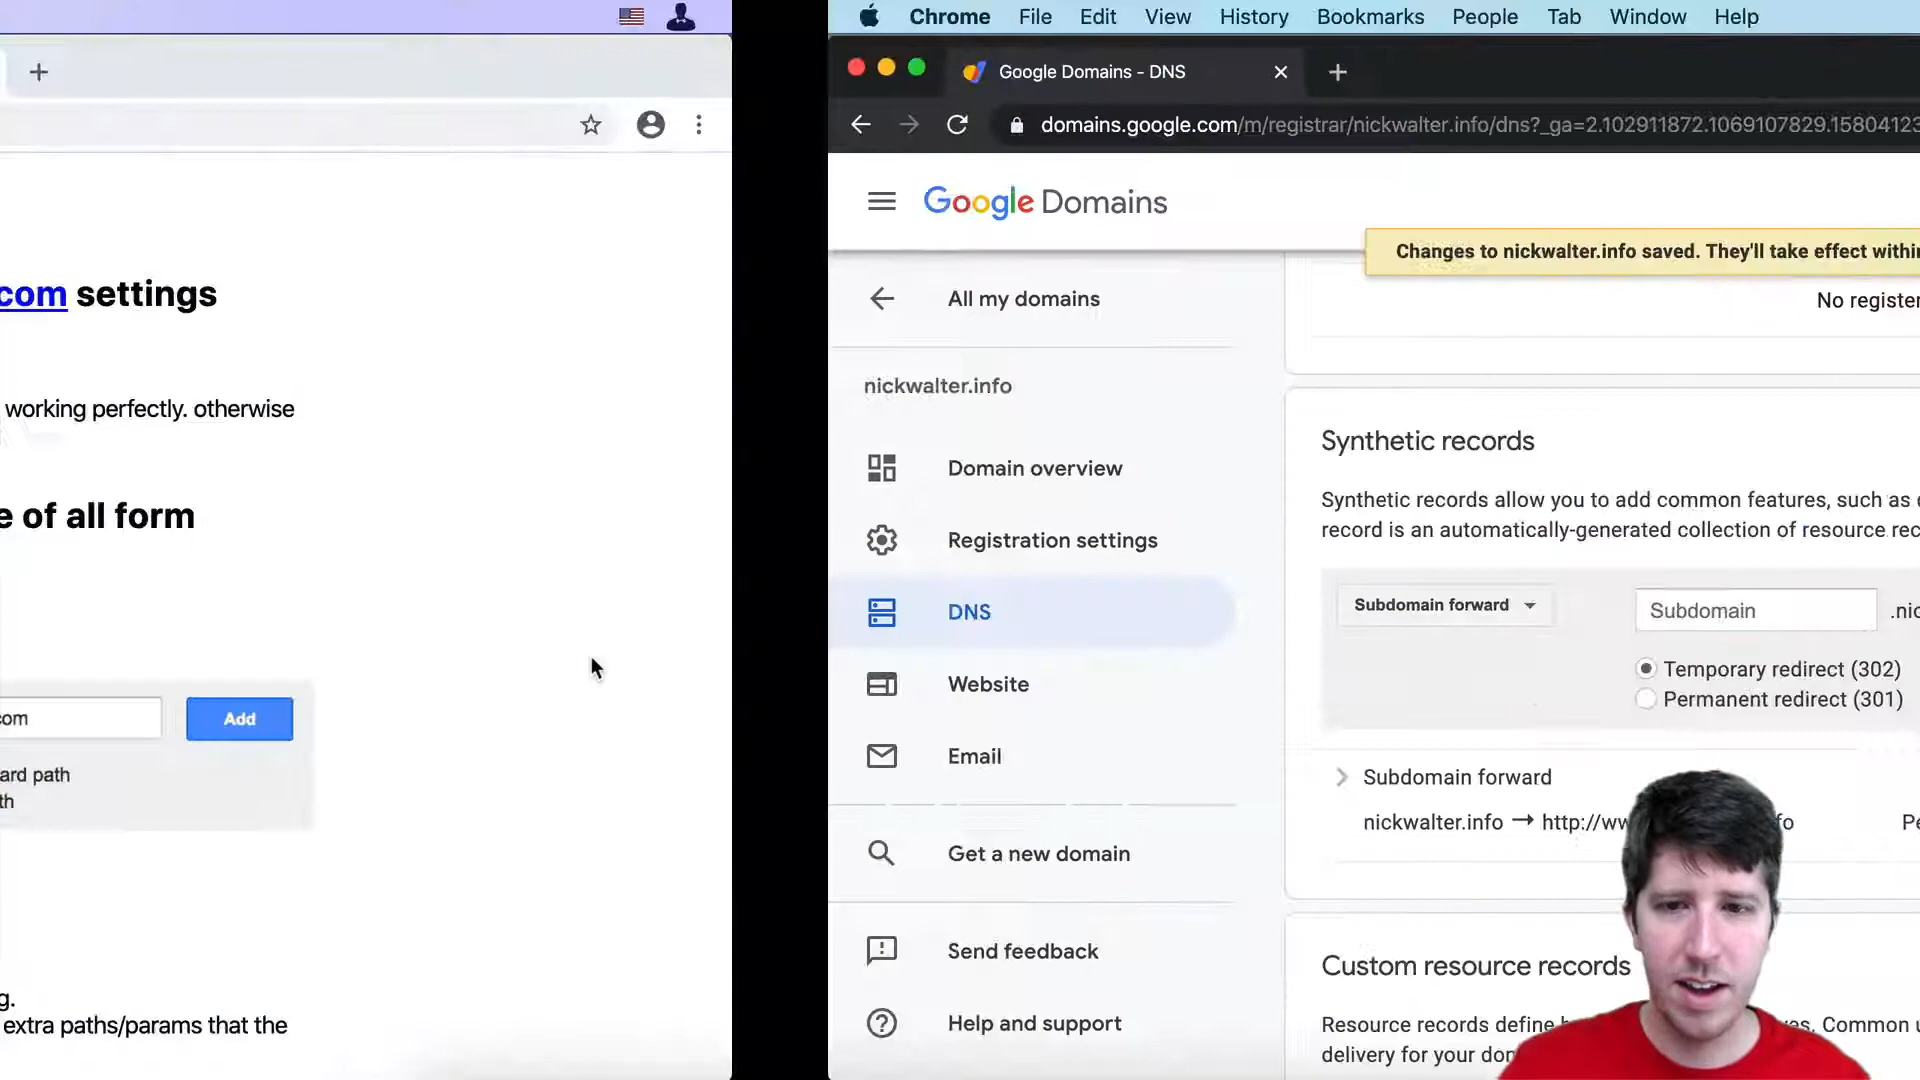 com settings
working perfectly. otherwise
e of all form
com
Add
ard path
th
g.
extra paths/params that the
Chrome File Edit View History Bookmarks People Tab Window Help
Google Domains - DNS
domains.google.com/m/registrar/nickwalter.info/dns?_ga=2.102911872.1069107829.15804123
Google Domains
Changes to nickwalter.info saved. They'll take effect within
All my domains
nickwalter.info
Domain overview
Registration settings
DNS
Website
Email
Get a new domain
Send feedback
Help and support
No register
Synthetic records
Synthetic records allow you to add common features, such as
record is an automatically-generated collection of resource rec
Subdomain forward
Subdomain
.nic
Temporary redirect (302)
Permanent redirect (301)
Subdomain forward
nickwalter.info → http://ww fo Pe
Custom resource records
Resource records define es. Common u
delivery for your dom